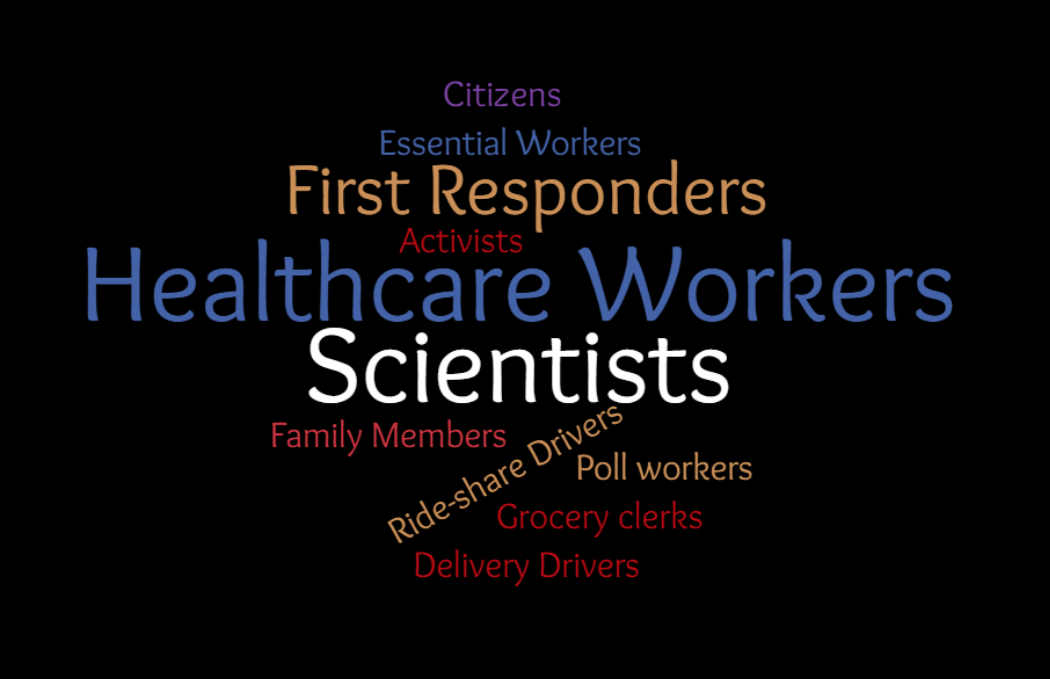 Citizens
Essential Workers
First Responders
Activists
Healthcare Workers
Scientists
Family Members
Ride-share Drivers
Poll workers
Grocery clerks
Delivery Drivers